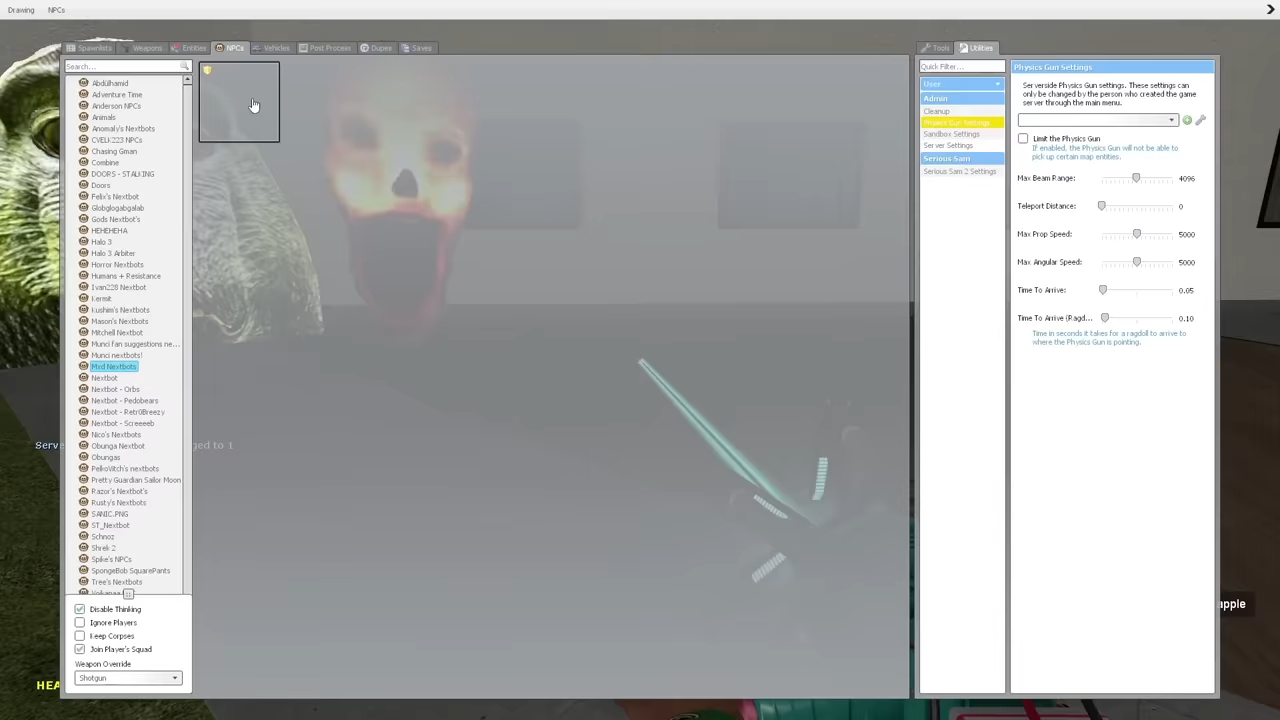 Drawing NPCs
Spawnlists Weapons Entities NPCs Vehicles Post Process Dupes Saves
Search...
Abdülhamid
Adventure Time
Anderson NPCs
Animals
Anomaly's Nextbots
CVELK223 NPCs
Chasing Gman
Combine
DOORS - STALKING
Doors
Felix's Nextbot
Globglogabgalab
Gods Nextbot's
HEHEHEHA
Halo 3
Halo 3 Arbiter
Horror Nextbots
Humans + Resistance
Ivan228 Nextbot
Kermit
Kushim's Nextbots
Mason's Nextbots
Mitchell Nextbot
Munci fan suggestions ne...
Munci nextbots!
Mxd Nextbots
Nextbot
Nextbot - Orbs
Nextbot - Pedobears
Nextbot - Retr0Breezy
Nextbot - Screeeeb
Nico's Nextbots
Obunga Nextbot
Obungas
PelkoVitch's nextbots
Pretty Guardian Sailor Moon
Razor's Nextbot's
Rusty's Nextbots
SANIC.PNG
ST_Nextbot
Schnoz
Shrek 2
Spike's NPCs
SpongeBob SquarePants
Tree's Nextbots
Disable Thinking
Ignore Players
Keep Corpses
Join Player's Squad
Weapon Override
Shotgun
Serve
ged to 1
HEA
Tools Utilities
Quick Filter...
User
Admin
Cleanup
Physics Gun Settings
Sandbox Settings
Server Settings
Serious Sam
Serious Sam 2 Settings
Physics Gun Settings
Serverside Physics Gun settings. These settings
can only be changed by the person who created the game
server through the main menu.
Limit the Physics Gun
If enabled, the Physics Gun will not be able to
pick up certain map entities.
Max Beam Range: 4096
Teleport Distance: 0
Max Prop Speed: 5000
Max Angular Speed: 5000
Time To Arrive: 0.05
Time To Arrive (Ragd... 0.10
Time in seconds it takes for a ragdoll to arrive to
where the Physics Gun is pointing.
apple